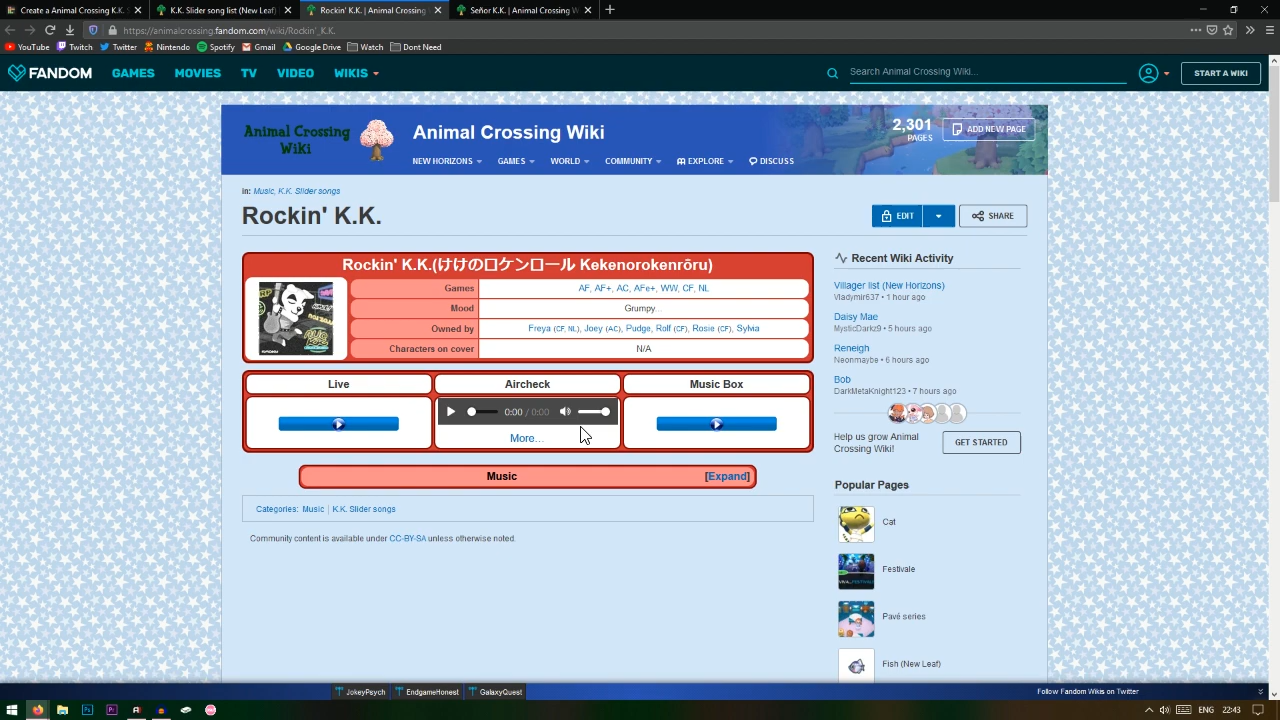 Create a Animal Crossing K.K. S
K.K. Slider song list (New Leaf)
Rockin' K.K. | Animal Crossing
Señor K.K. | Animal Crossing W
https://animalcrossing.fandom.com/wiki/Rockin'_K.K.
YouTube
Twitch
Twitter
Nintendo
Spotify
Gmail
Google Drive
Watch
Dont Need
FANDOM
GAMES
MOVIES
TV
VIDEO
WIKIS
Search Animal Crossing Wiki...
START A WIKI
Animal Crossing
Wiki
Animal Crossing Wiki
2,301
PAGES
ADD NEW PAGE
NEW HORIZONS
GAMES
WORLD
COMMUNITY
EXPLORE
DISCUSS
in: Music, K.K. Slider songs
Rockin' K.K.
EDIT
SHARE
Rockin' K.K.(けけのロケンロール Kekenorokenrōru)
Games
AF, AF+, AC, AFe+, WW, CF, NL
Mood
Grumpy...
Owned by
Freya (CF, NL), Joey (AC), Pudge, Rolf (CF), Rosie (CF), Sylvia
Characters on cover
N/A
Live
Aircheck
Music Box
0:00 / 0:00
More...
Music
[Expand]
Categories: Music
K.K. Slider songs
Community content is available under CC-BY-SA unless otherwise noted.
Recent Wiki Activity
Villager list (New Horizons)
Vladymir637 • 1 hour ago
Daisy Mae
MysticDarkz9 • 5 hours ago
Reneigh
Neonmaybe • 6 hours ago
Bob
DarkMetaKnight123 • 7 hours ago
Help us grow Animal
Crossing Wiki!
GET STARTED
Popular Pages
Cat
Festivale
Pavé series
Fish (New Leaf)
JokeyPsych
EndgameHonest
GalaxyQuest
Follow Fandom Wikis on Twitter
ENG
22:43